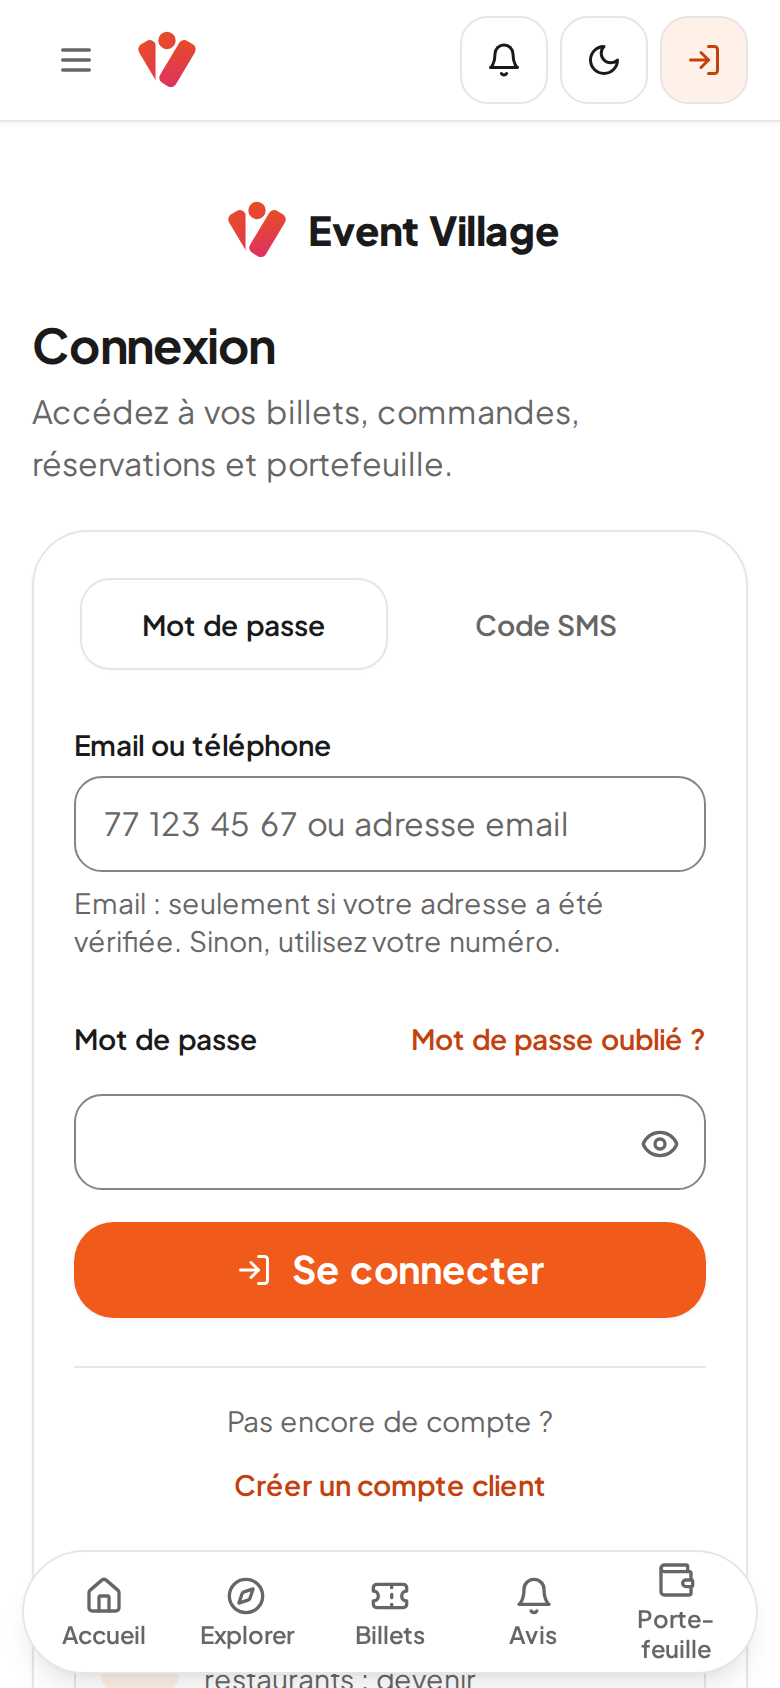 Event Village
Connexion
Accédez à vos billets, commandes,
réservations et portefeuille.
Mot de passe
Code SMS
Email ou téléphone
77 123 45 67 ou adresse email
Email : seulement si votre adresse a été
vérifiée. Sinon, utilisez votre numéro.
Mot de passe
Mot de passe oublié ?
Se connecter
Pas encore de compte ?
Créer un compte client
Accueil
Explorer
Billets
Avis
Porte-
feuille
restaurants : devenir